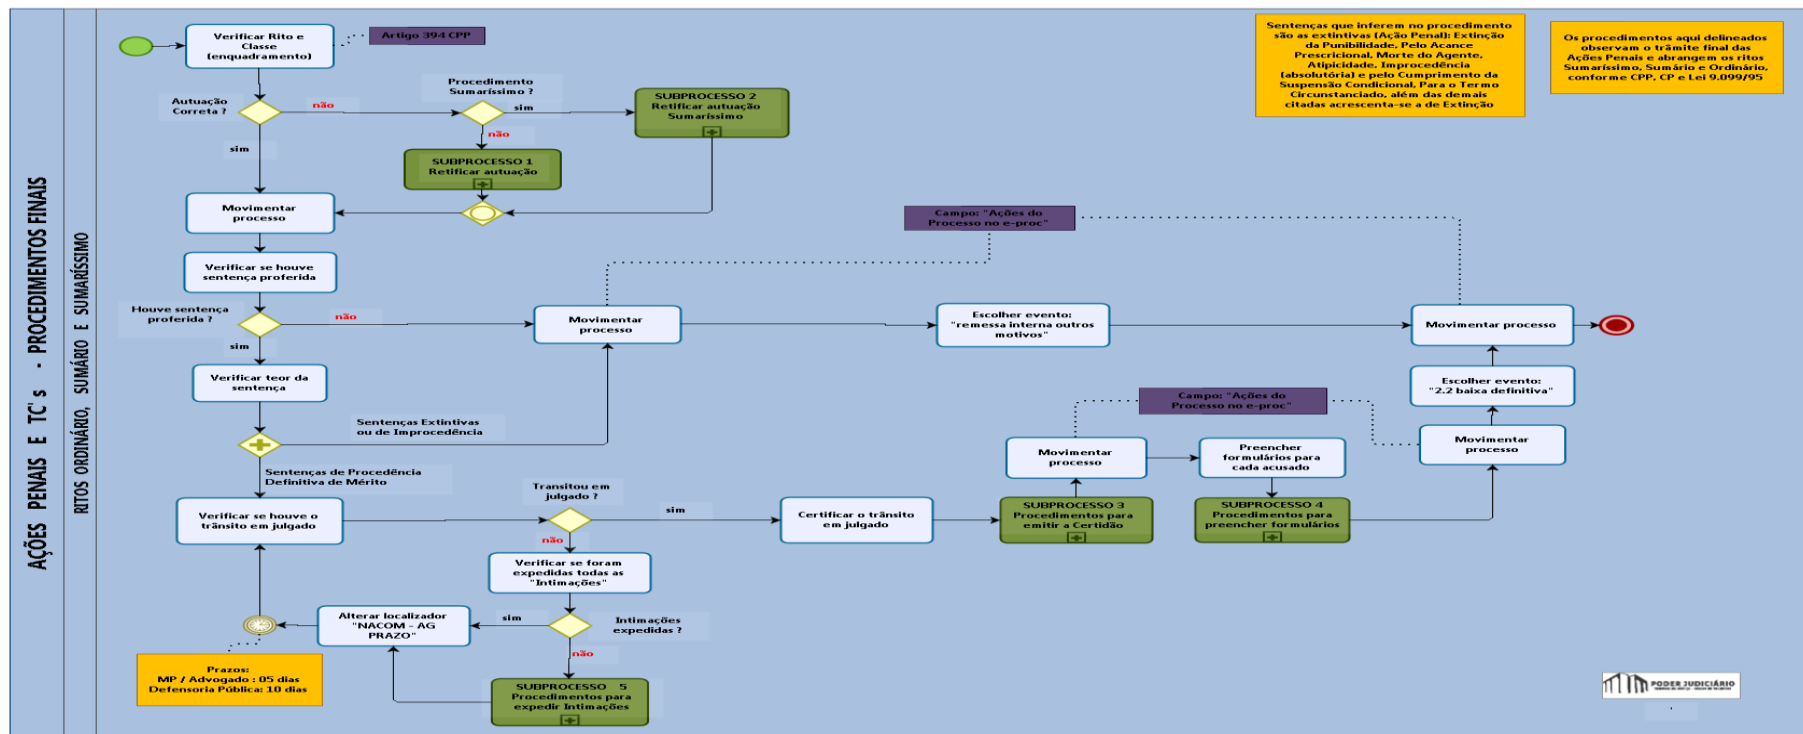 AÇÕES PENAIS E TC's - PROCEDIMENTOS FINAIS
RITOS ORDINÁRIO, SUMÁRIO E SUMARÍSSIMO
Verificar Rito e
Classe
(enquadramento)
Artigo 394 CPP
Autuação
Correta ?
não
Procedimento
Sumaríssimo ?
sim
SUBPROCESSO 2
Retificar autuação
Sumaríssimo
não
SUBPROCESSO 1
Retificar autuação
sim
Movimentar
processo
Verificar se houve
sentença proferida
Houve sentença
proferida ?
não
sim
Movimentar
processo
Campo: "Ações do
Processo no e-proc"
Escolher evento:
"remessa interna outros
motivos"
Movimentar processo
Verificar teor da
sentença
Sentenças Extintivas
ou de Improcedência
Sentenças de Procedência
Definitiva de Mérito
Escolher evento:
"2.2 baixa definitiva"
Campo: "Ações do
Processo no e-proc"
Movimentar
processo
Preencher
formulários para
cada acusado
Movimentar
processo
Verificar se houve o
trânsito em julgado
Transitou em
julgado ?
sim
Certificar o trânsito
em julgado
SUBPROCESSO 3
Procedimentos para
emitir a Certidão
SUBPROCESSO 4
Procedimentos para
preencher formulários
não
Verificar se foram
expedidas todas as
"Intimações"
Intimações
expedidas ?
sim
Alterar localizador
"NACOM - AG
PRAZO"
não
SUBPROCESSO 5
Procedimentos para
expedir Intimações
Prazos:
MP / Advogado : 05 dias
Defensoria Pública: 10 dias
Sentenças que inferem no procedimento
são as extintivas (Ação Penal): Extinção
da Punibilidade, Pelo Acance
Prescricional, Morte do Agente,
Atipicidade, Improcedência
(absolutória) e pelo Cumprimento da
Suspensão Condicional, Para o Termo
Circunstanciado, além das demais
citadas acrescenta-se a de Extinção
Os procedimentos aqui delineados
observam o trâmite final das
Ações Penais e abrangem os ritos
Sumaríssimo, Sumário e Ordinário,
conforme CPP, CP e Lei 9.099/95
PODER JUDICIÁRIO